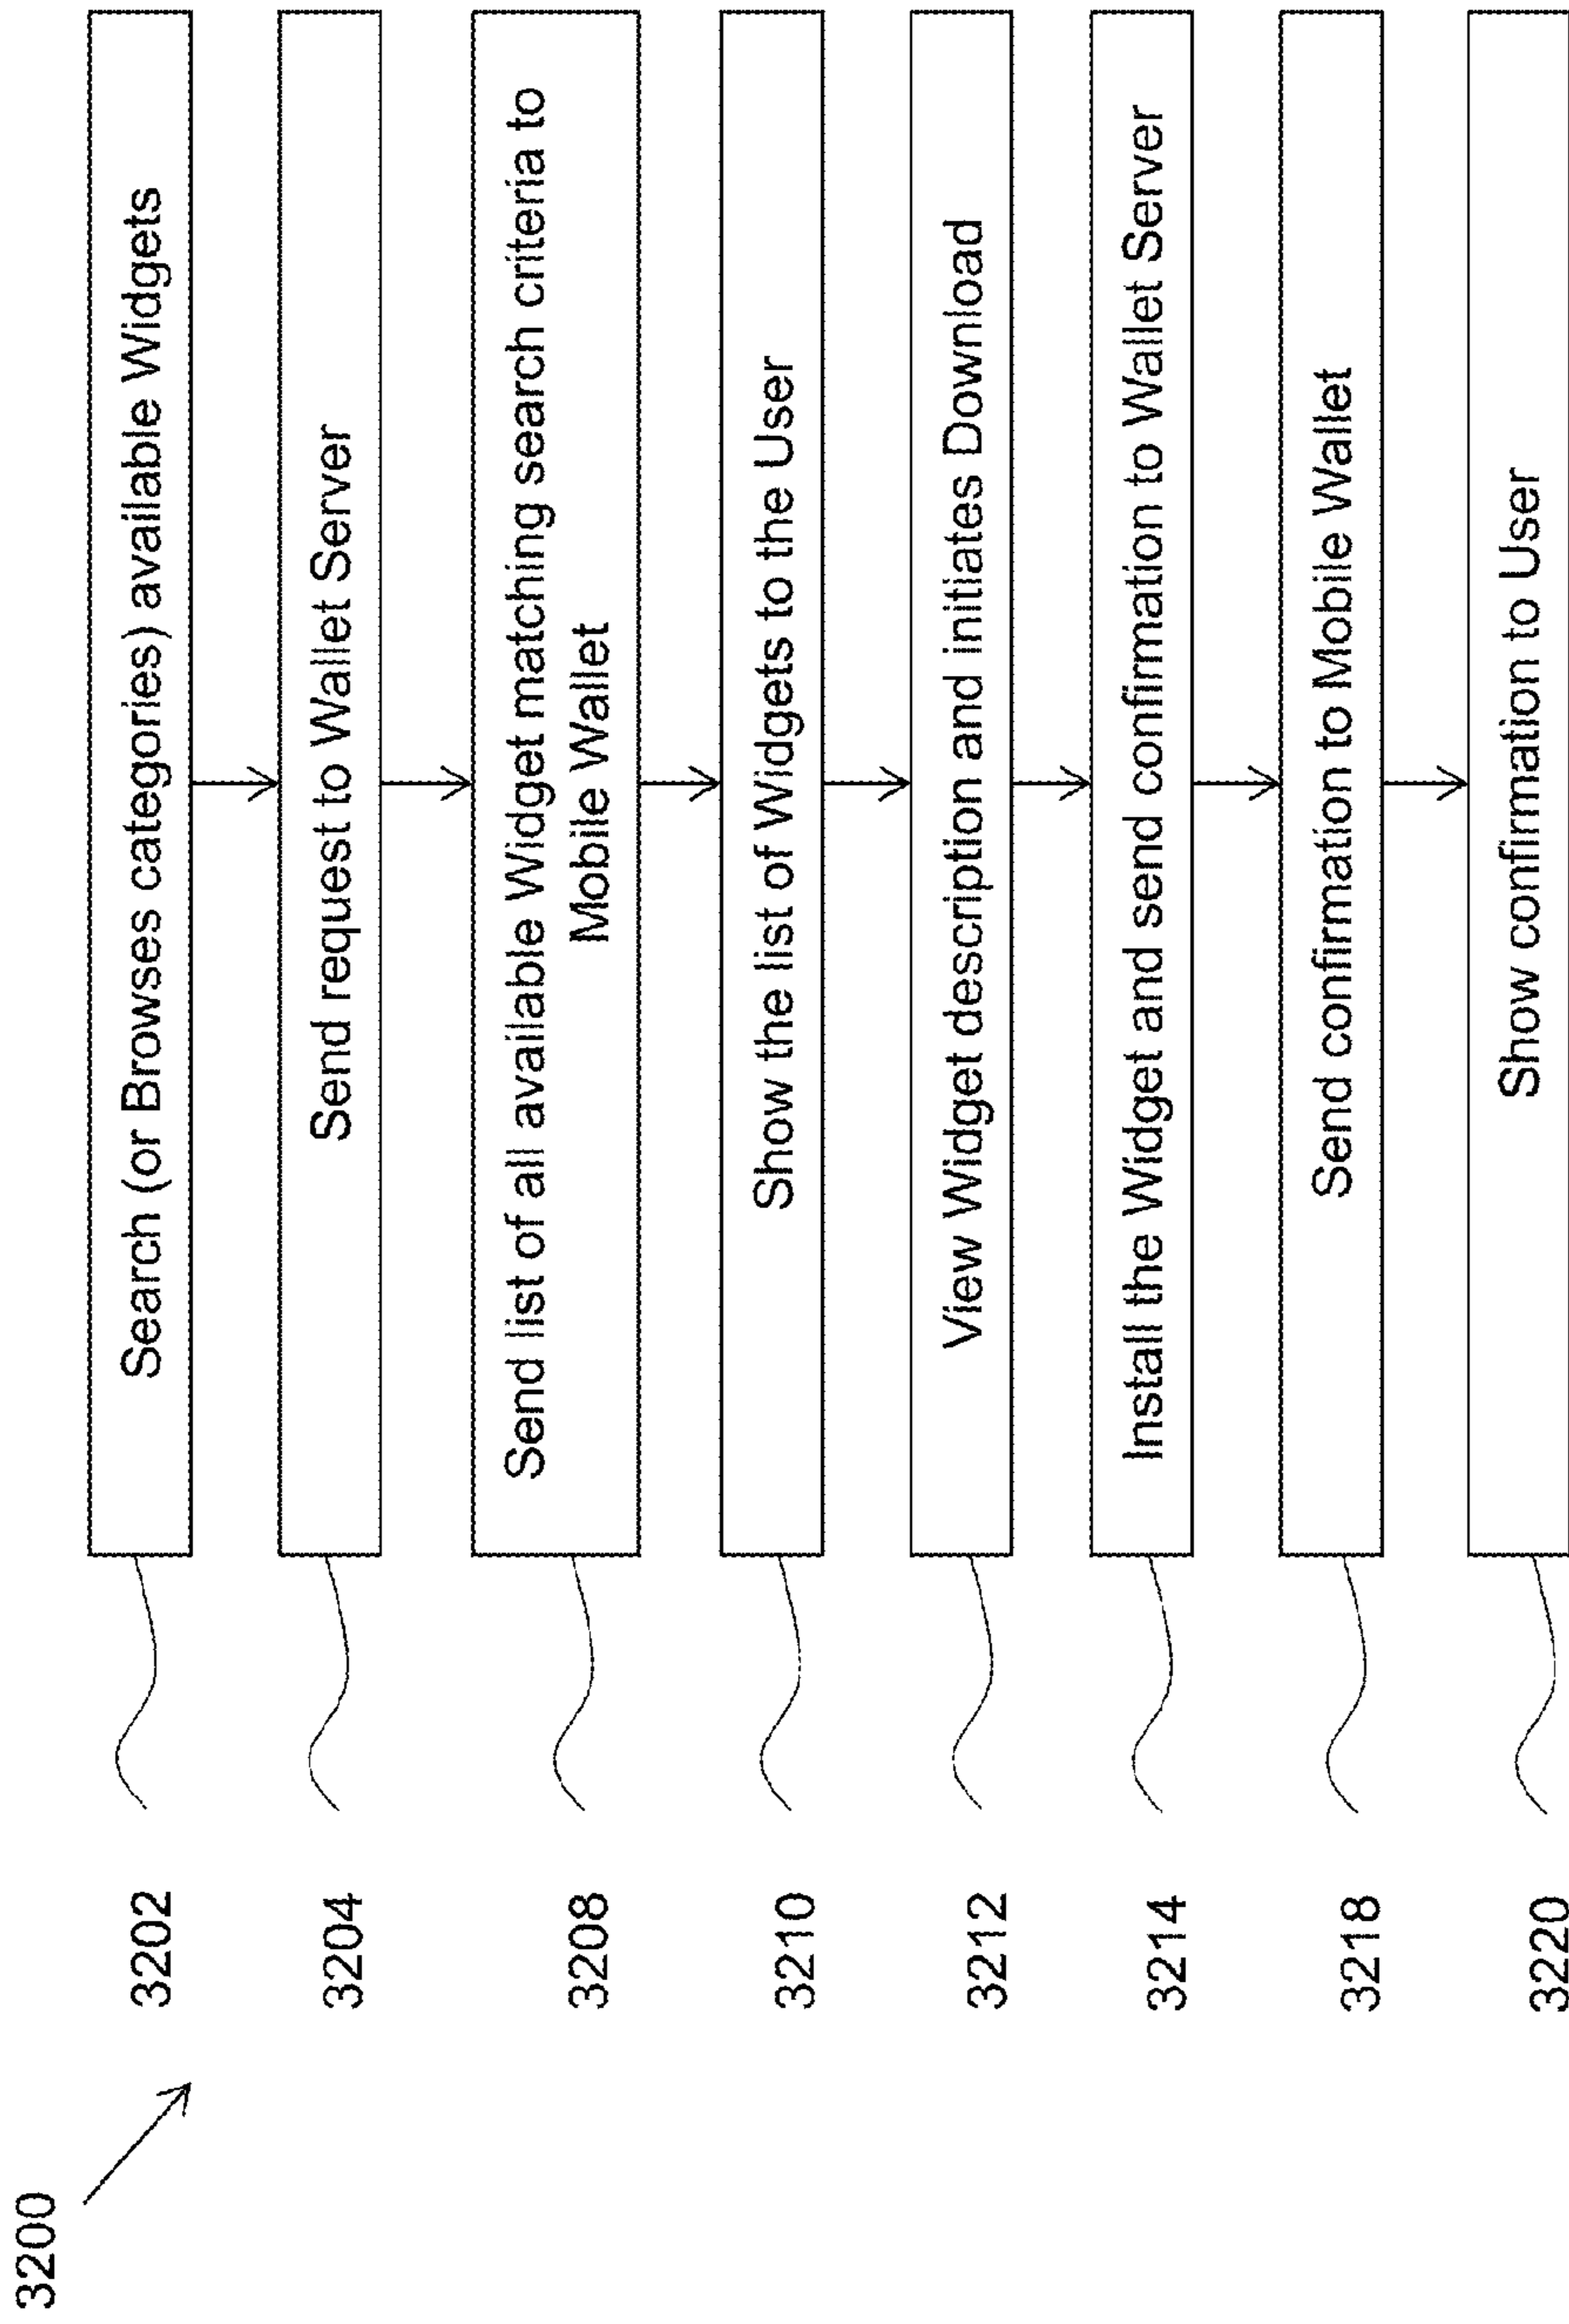 3200
3202
Search (or Browses categories) available Widgets
3204
Send request to Wallet Server
3208
Send list of all available Widget matching search criteria to
Mobile Wallet
3210
Show the list of Widgets to the User
3212
View Widget description and initiates Download
3214
Install the Widget and send confirmation to Wallet Server
3218
Send confirmation to Mobile Wallet
3220
Show confirmation to User